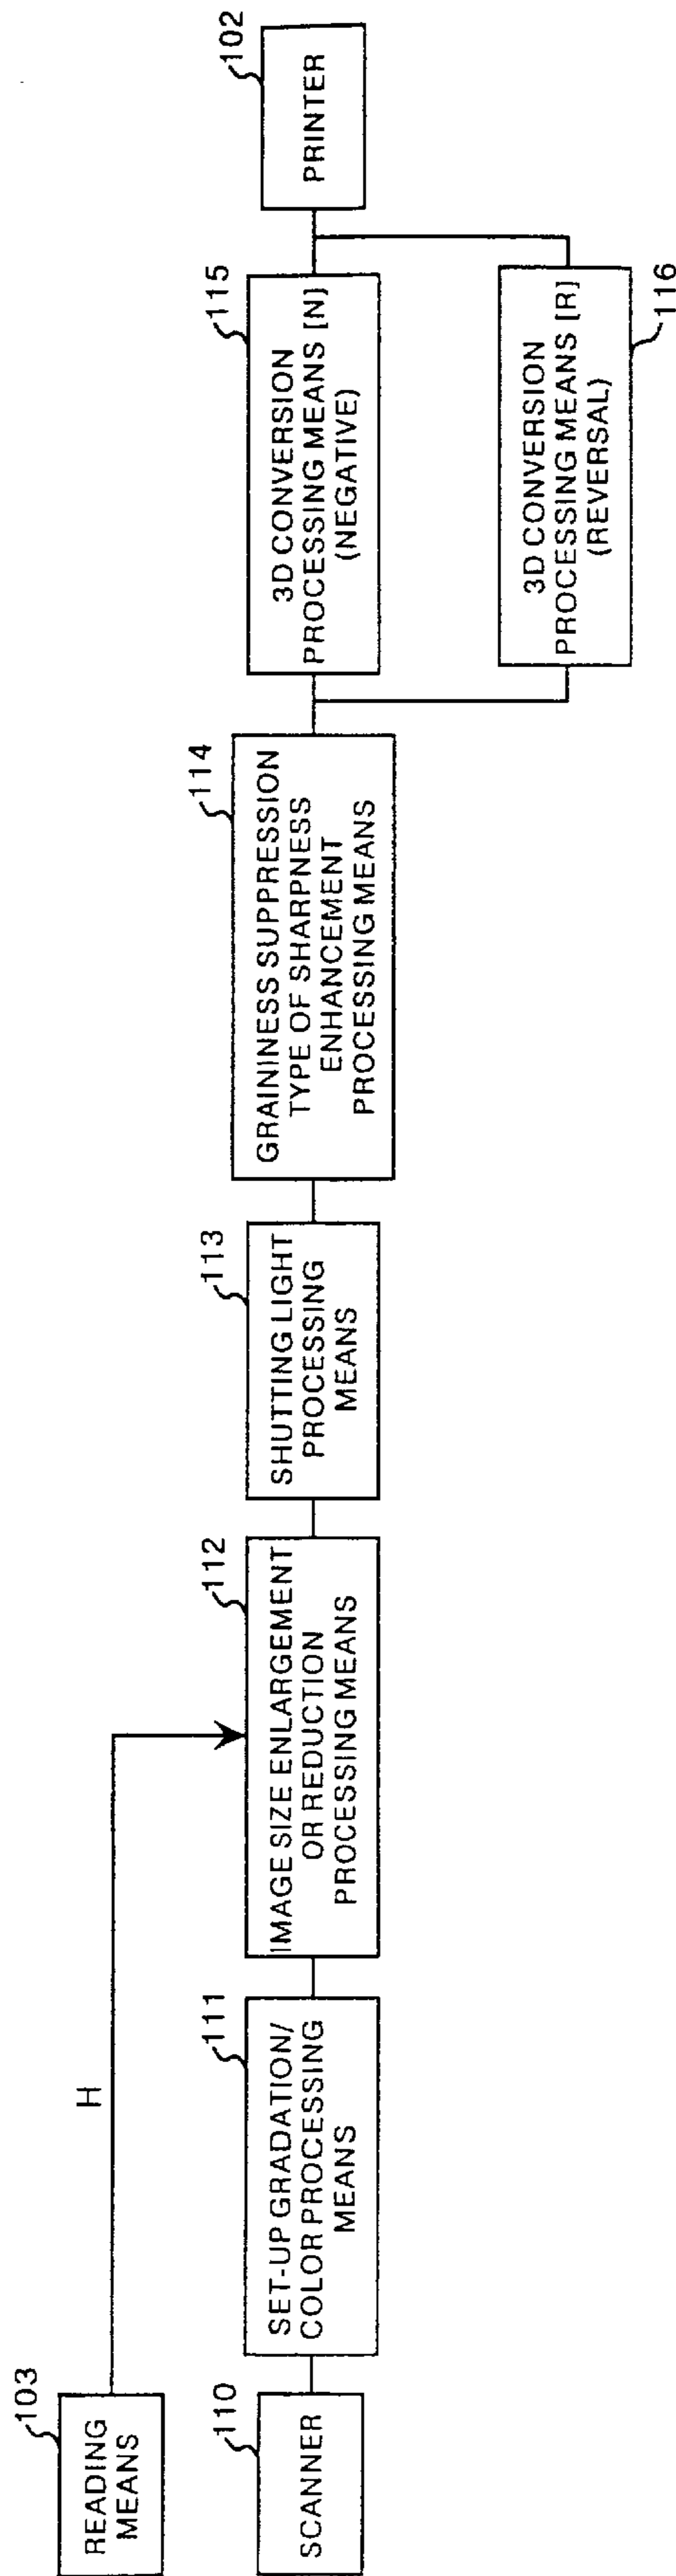 103
READING
MEANS
H
110
SCANNER
111
SET-UP GRADATION/
COLOR PROCESSING
MEANS
112
IMAGE SIZE ENLARGEMENT
OR REDUCTION
PROCESSING MEANS
113
SHUTTING LIGHT
PROCESSING
MEANS
114
GRAININESS SUPPRESSION
TYPE OF SHARPNESS
ENHANCEMENT
PROCESSING MEANS
115
3D CONVERSION
PROCESSING MEANS [N]
(NEGATIVE)
3D CONVERSION
PROCESSING MEANS [R]
(REVERSAL)
116
102
PRINTER